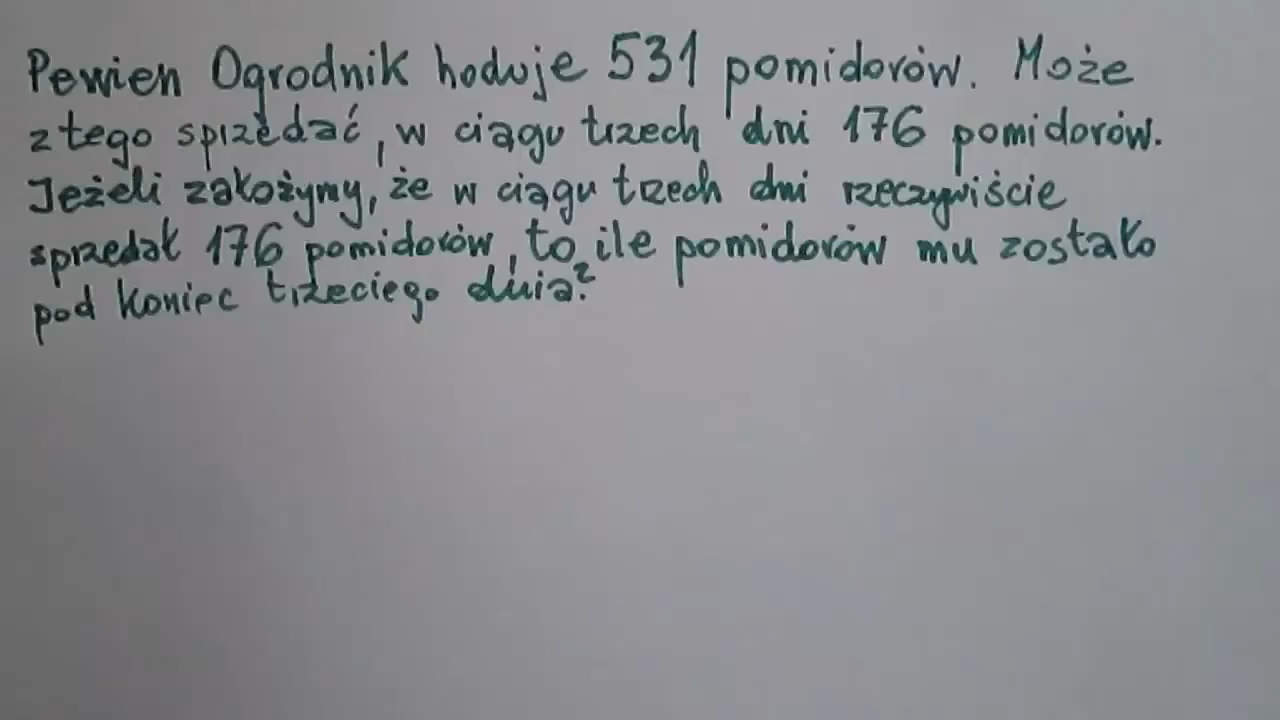 Pewien Ogrodnik hoduje 531 pomidorów. Może
z tego sprzedać, w ciągu trzech dni 176 pomidorów.
Jeżeli założymy, że w ciągu trzech dni rzeczywiście
sprzedał 176 pomidorów, to ile pomidorów mu zostało
pod koniec trzeciego dnia?